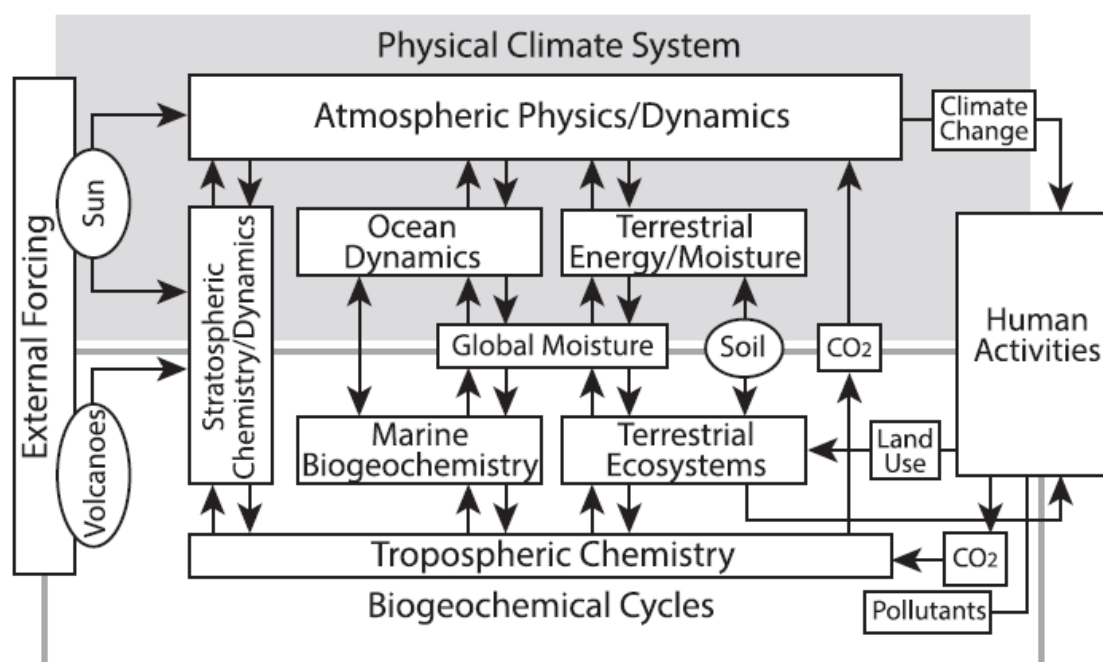 Physical Climate System
Atmospheric Physics/Dynamics
Climate
Change
External Forcing
Sun
Volcanoes
Stratospheric
Chemistry/Dynamics
Ocean
Dynamics
Terrestrial
Energy/Moisture
Global Moisture
Soil
CO2
Human
Activities
Marine
Biogeochemistry
Terrestrial
Ecosystems
Land
Use
Tropospheric Chemistry
CO2
Biogeochemical Cycles
Pollutants